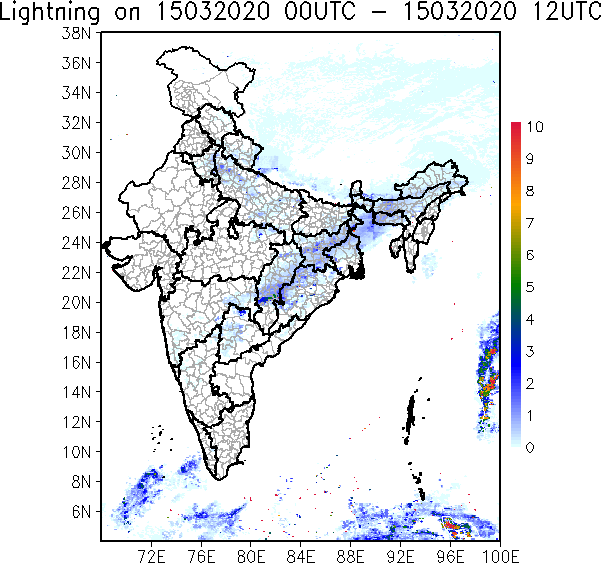 Lightning on 15032020 00UTC – 15032020 12UTC
38N
36N
34N
32N
30N
28N
26N
24N
22N
20N
18N
16N
14N
12N
10N
8N
6N
72E 76E 80E 84E 88E 92E 96E 100E
10
9
8
7
6
5
4
3
2
1
0